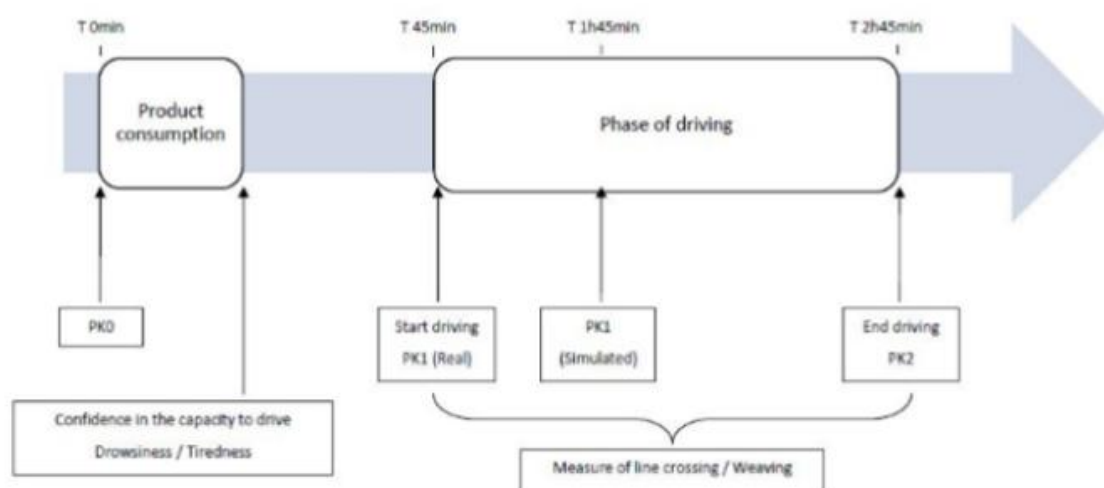 T 0min
T 45min
T 1h45min
T 2h45min
Product
consumption
Phase of driving
PK0
Start driving
PK1 (Real)
PK1
(Simulated)
End driving
PK2
Confidence in the capacity to drive
Drowsiness / Tiredness
Measure of line crossing / Weaving